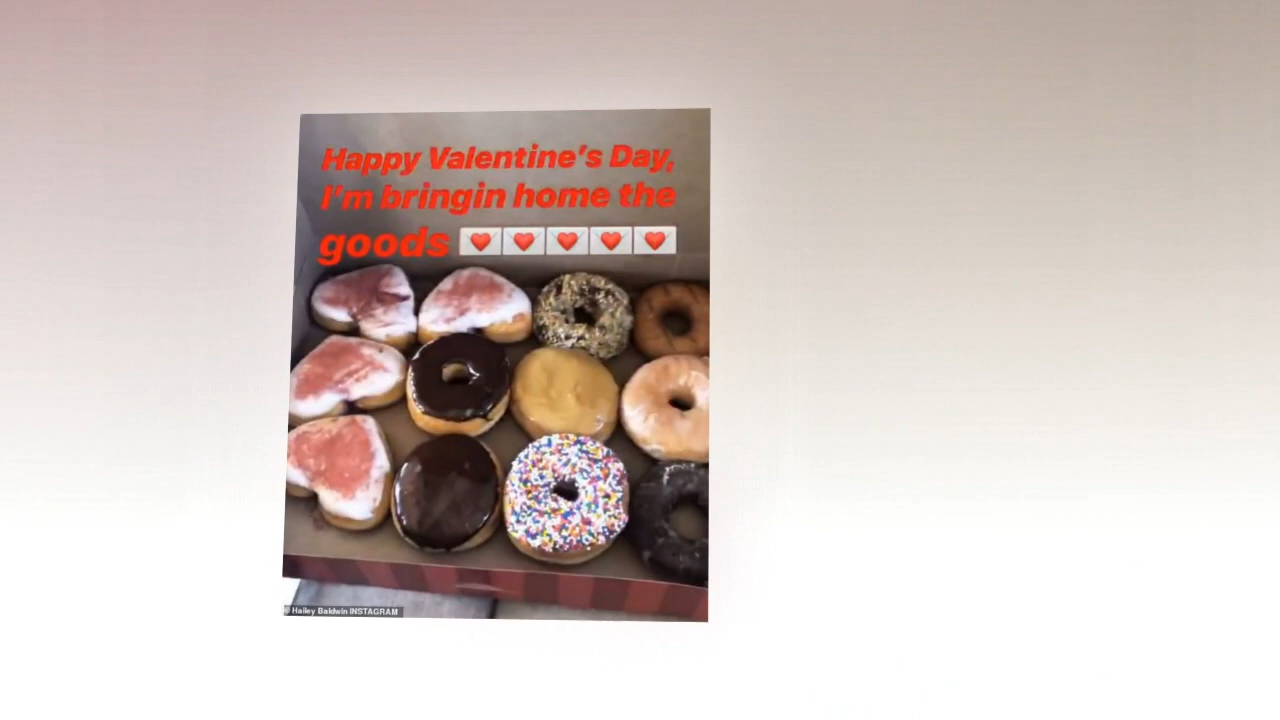 Happy Valentine's Day,
I'm bringin home the
goods 💌💌💌💌💌
© Hailey Baldwin INSTAGRAM